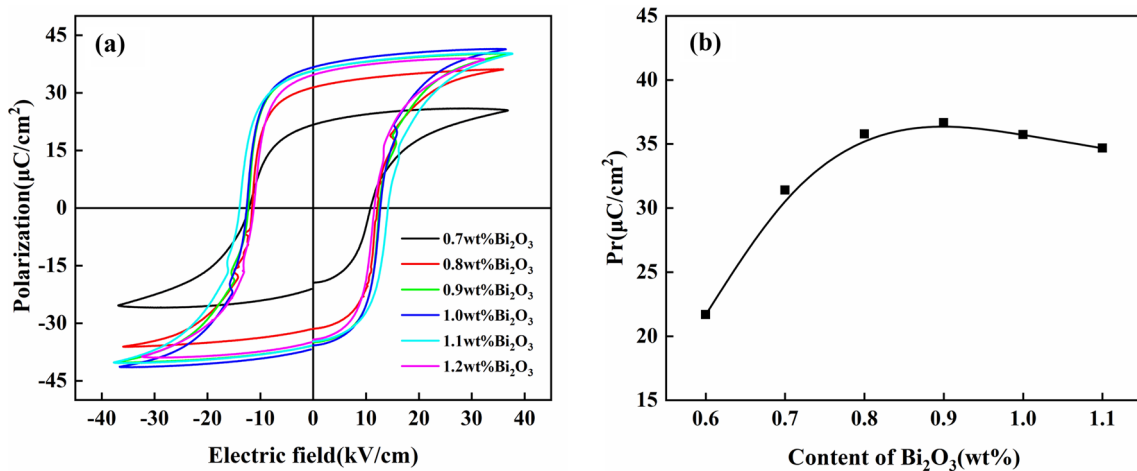 (a)
Polarization(μC/cm²)
45
30
15
0
-15
-30
-45
0.7wt%Bi₂O₃
0.8wt%Bi₂O₃
0.9wt%Bi₂O₃
1.0wt%Bi₂O₃
1.1wt%Bi₂O₃
1.2wt%Bi₂O₃
-40 -30 -20 -10 0 10 20 30 40
Electric field(kV/cm)
(b)
Pr(μC/cm²)
45
40
35
30
25
20
15
0.6 0.7 0.8 0.9 1.0 1.1
Content of Bi₂O₃(wt%)